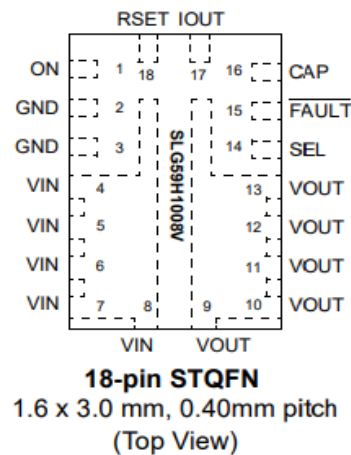 RSET IOUT
ON 1 18 17 16 CAP
GND 2 15 FAULT
GND 3 14 SEL
SLG59H1008V
VIN 4 13 VOUT
VIN 5 12 VOUT
VIN 6 11 VOUT
VIN 7 8 9 10 VOUT
VIN VOUT
18-pin STQFN
1.6 x 3.0 mm, 0.40mm pitch
(Top View)